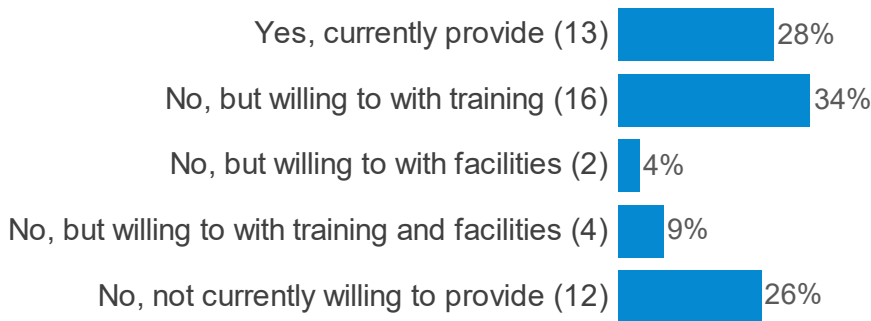 Yes, currently provide (13) 28%
No, but willing to with training (16) 34%
No, but willing to with facilities (2) 4%
No, but willing to with training and facilities (4) 9%
No, not currently willing to provide (12) 26%